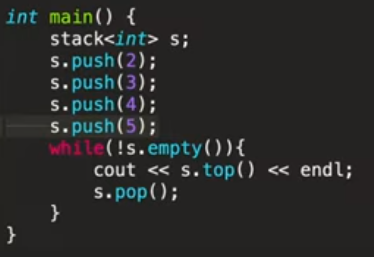 int main() {
    stack<int> s;
    s.push(2);
    s.push(3);
    s.push(4);
    s.push(5);
    while(!s.empty()){
        cout << s.top() << endl;
        s.pop();
    }
}